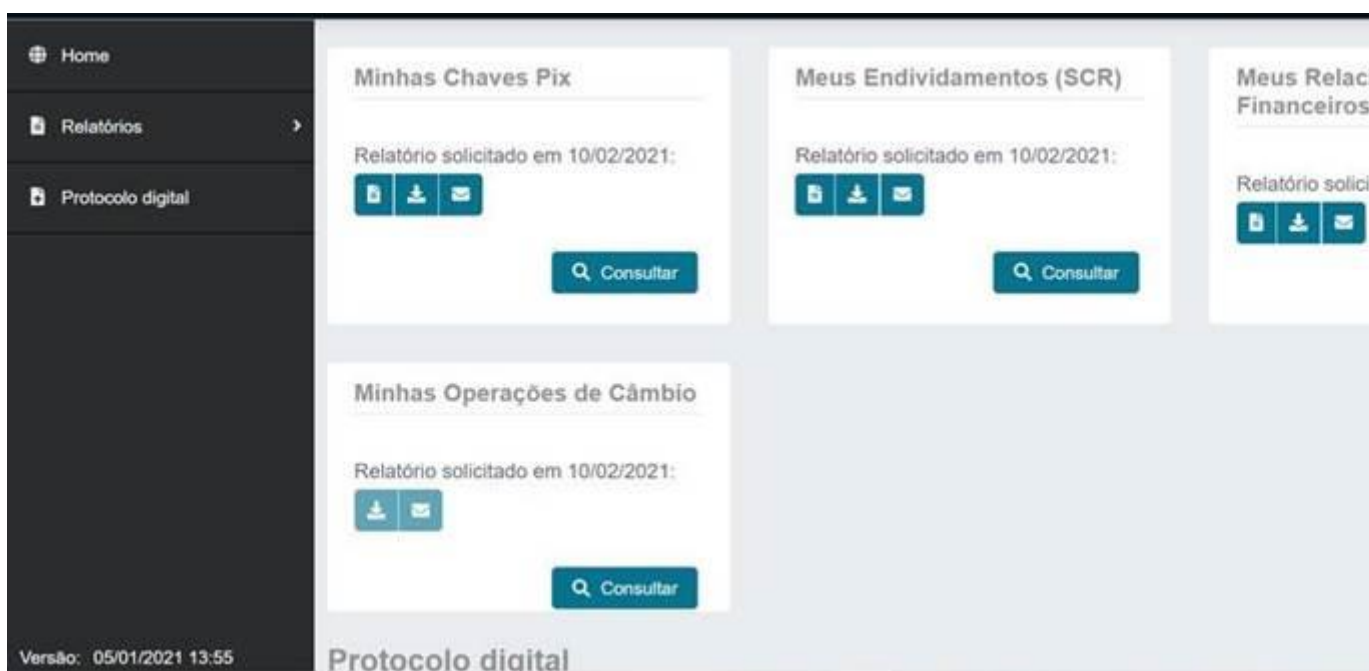 Home
Relatórios
Protocolo digital
Versão: 05/01/2021 13:55
Minhas Chaves Pix
Relatório solicitado em 10/02/2021:
Consultar
Meus Endividamentos (SCR)
Relatório solicitado em 10/02/2021:
Consultar
Meus Relac
Financeiros
Relatório solici
Minhas Operações de Câmbio
Relatório solicitado em 10/02/2021:
Consultar
Protocolo digital